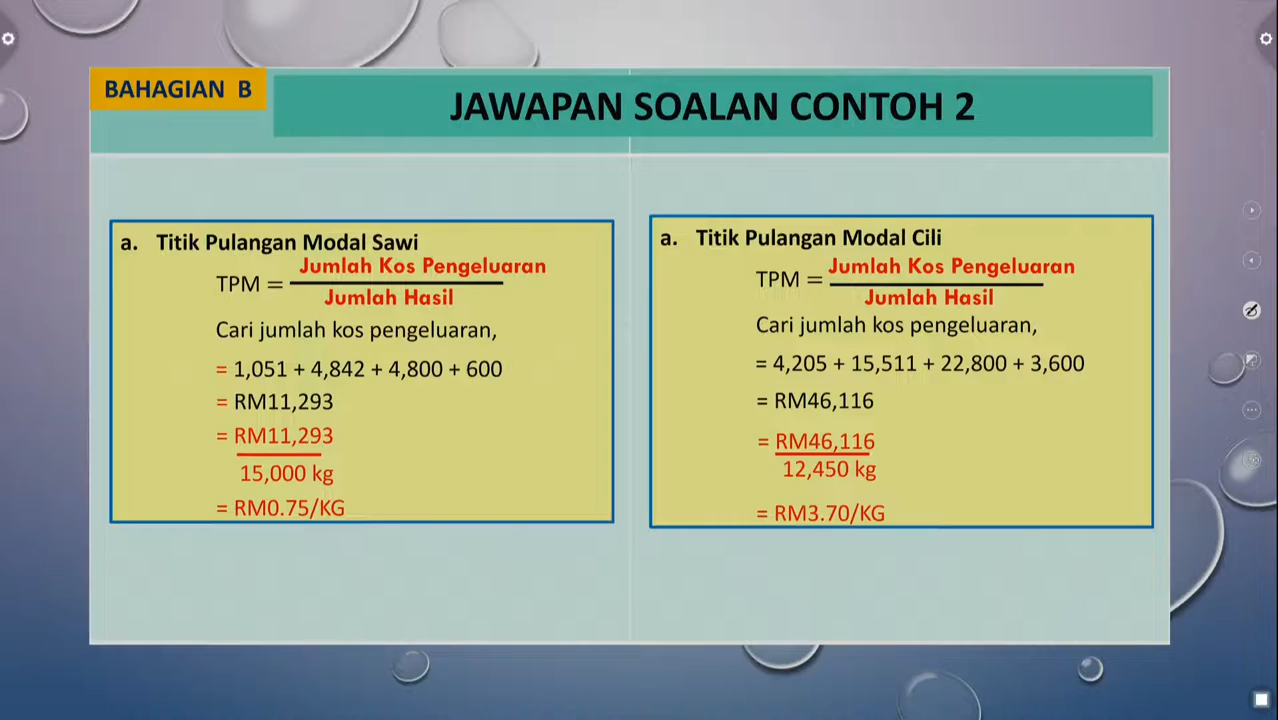 BAHAGIAN B
JAWAPAN SOALAN CONTOH 2
a. Titik Pulangan Modal Sawi
TPM = Jumlah Kos Pengeluaran
Jumlah Hasil
Cari jumlah kos pengeluaran,
= 1,051 + 4,842 + 4,800 + 600
= RM11,293
= RM11,293
15,000 kg
= RM0.75/KG
a. Titik Pulangan Modal Cili
TPM = Jumlah Kos Pengeluaran
Jumlah Hasil
Cari jumlah kos pengeluaran,
= 4,205 + 15,511 + 22,800 + 3,600
= RM46,116
= RM46,116
12,450 kg
= RM3.70/KG